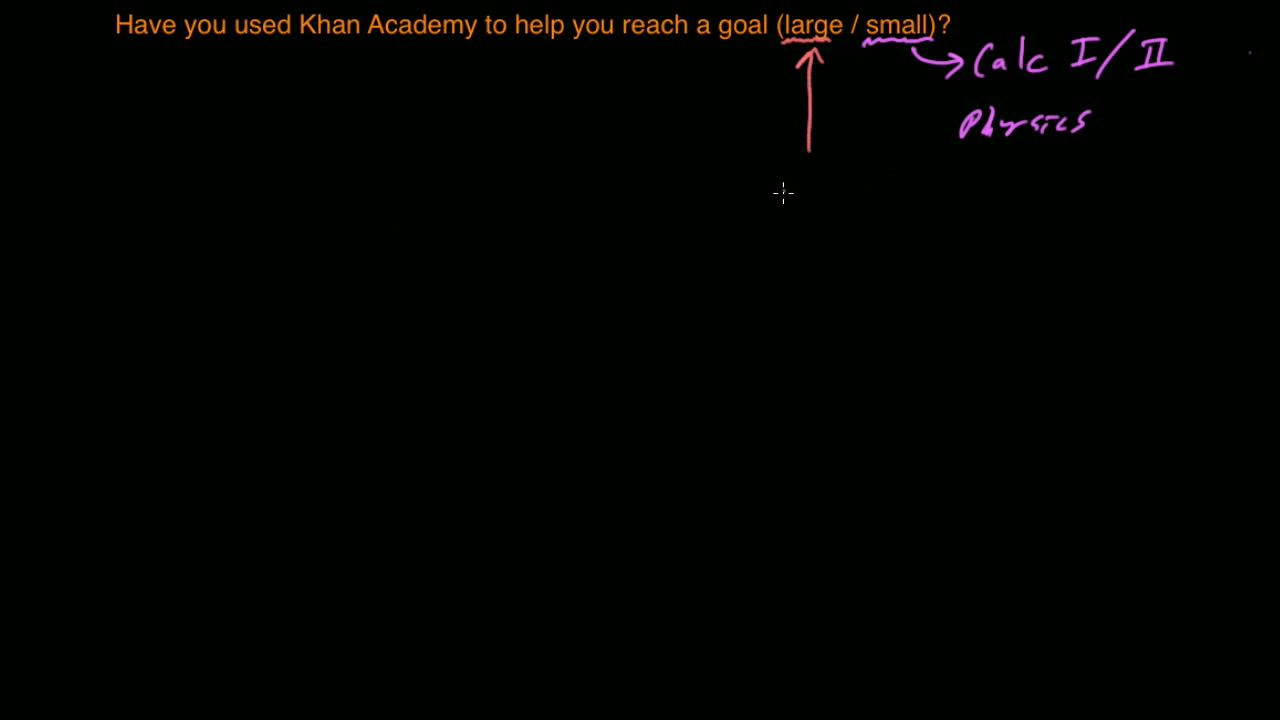 Have you used Khan Academy to help you reach a goal (large / small)?
Calc I/II
Physics